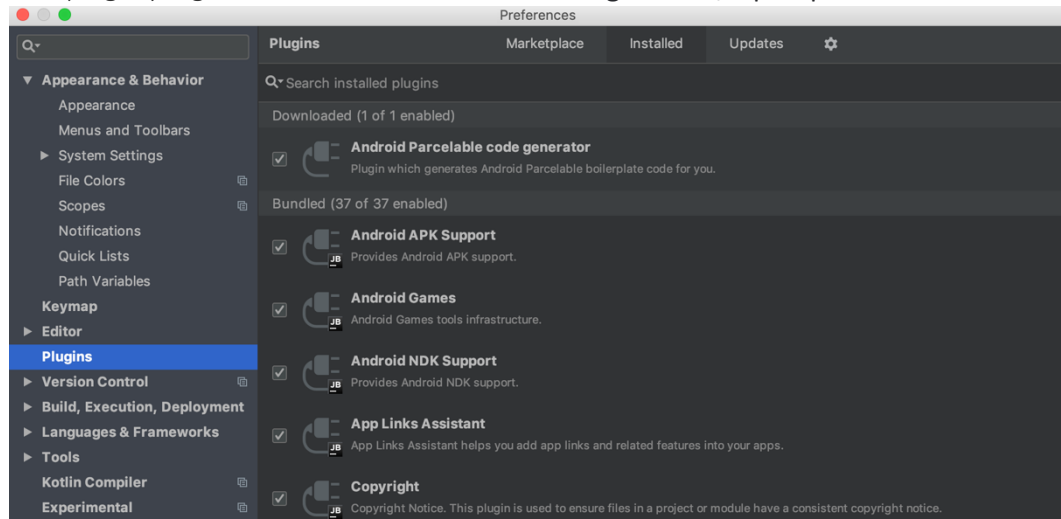 Preferences
Appearance & Behavior
Appearance
Menus and Toolbars
System Settings
File Colors
Scopes
Notifications
Quick Lists
Path Variables
Keymap
Editor
Plugins
Version Control
Build, Execution, Deployment
Languages & Frameworks
Tools
Kotlin Compiler
Experimental
Plugins
Marketplace
Installed
Updates
Search installed plugins
Downloaded (1 of 1 enabled)
Android Parcelable code generator
Plugin which generates Android Parcelable boilerplate code for you.
Bundled (37 of 37 enabled)
Android APK Support
JB
Provides Android APK support.
Android Games
JB
Android Games tools infrastructure.
Android NDK Support
JB
Provides Android NDK support.
App Links Assistant
JB
App Links Assistant helps you add app links and related features into your apps.
Copyright
JB
Copyright Notice. This plugin is used to ensure files in a project or module have a consistent copyright notice.